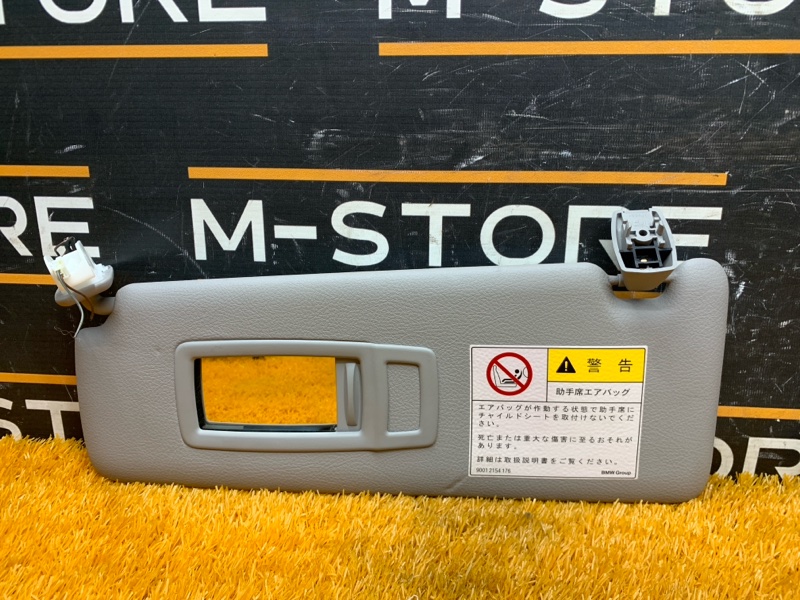 STORE M-STO
RE M-STORE
警告
助手席エアバッグ
エアバッグが作動する状態で助手席に
チャイルドシートを取付けないでくだ
さい。
死亡または重大な傷害に至るおそれが
あります。
詳細は取扱説明書をご覧ください。
9001 2154 176 BMW Group
STORE